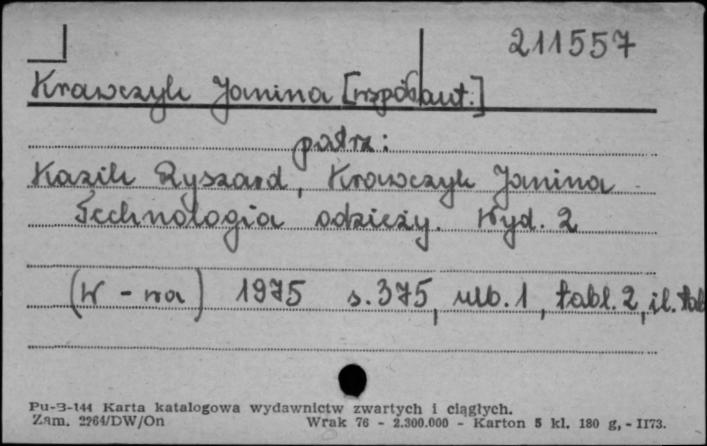 211557
Krawczyk Janina [współaut.]
patrz:
Kazik Ryszard, Krawczyk Janina
Technologia odzieży. Wyd. 2
(W-wa) 1975 s. 375, nlb. 1, tabl. 2, il. tab
Pu-B-144 Karta katalogowa wydawnictw zwartych i ciągłych.
Zam. 2264/DW/On Wrak 76 - 2.300.000 - Karton 5 kl. 180 g, - II73.